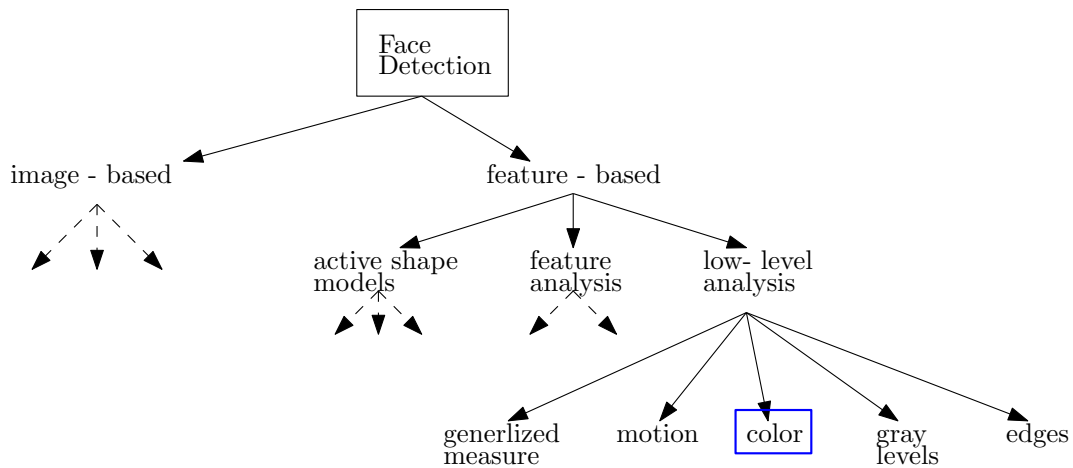 Face
Detection
image - based
feature - based
active shape
models
feature
analysis
low- level
analysis
generlized
measure
motion
color
gray
levels
edges